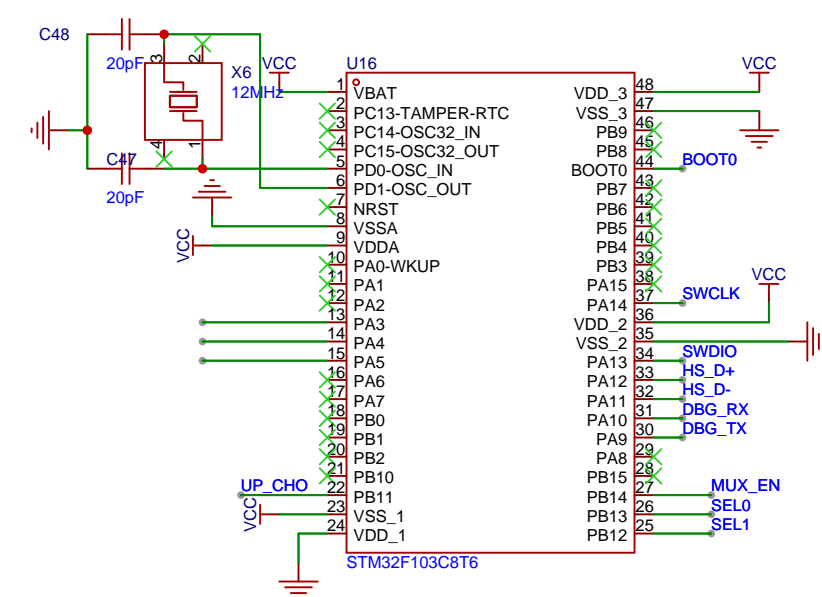 C48
20pF
3
2
X6
12MHz
4
1
C47
20pF
VCC
U16
VCC
1
VBAT
2
PC13-TAMPER-RTC
3
PC14-OSC32_IN
4
PC15-OSC32_OUT
5
PD0-OSC_IN
6
PD1-OSC_OUT
7
NRST
8
VSSA
VCC
9
VDDA
10
PA0-WKUP
11
PA1
12
PA2
13
PA3
14
PA4
15
PA5
16
PA6
17
PA7
18
PB0
19
PB1
20
PB2
21
PB10
UP_CHO
22
PB11
VCC
23
VSS_1
24
VDD_1
VDD_3
48
VSS_3
47
PB9
46
PB8
45
BOOT0
44
BOOT0
PB7
43
PB6
42
PB5
41
PB4
40
PB3
39
PA15
38
VCC
PA14
37
SWCLK
VDD_2
36
VSS_2
35
PA13
34
SWDIO
PA12
33
HS_D+
PA11
32
HS_D-
PA10
31
DBG_RX
PA9
30
DBG_TX
PA8
29
PB15
28
PB14
27
MUX_EN
PB13
26
SEL0
PB12
25
SEL1
STM32F103C8T6